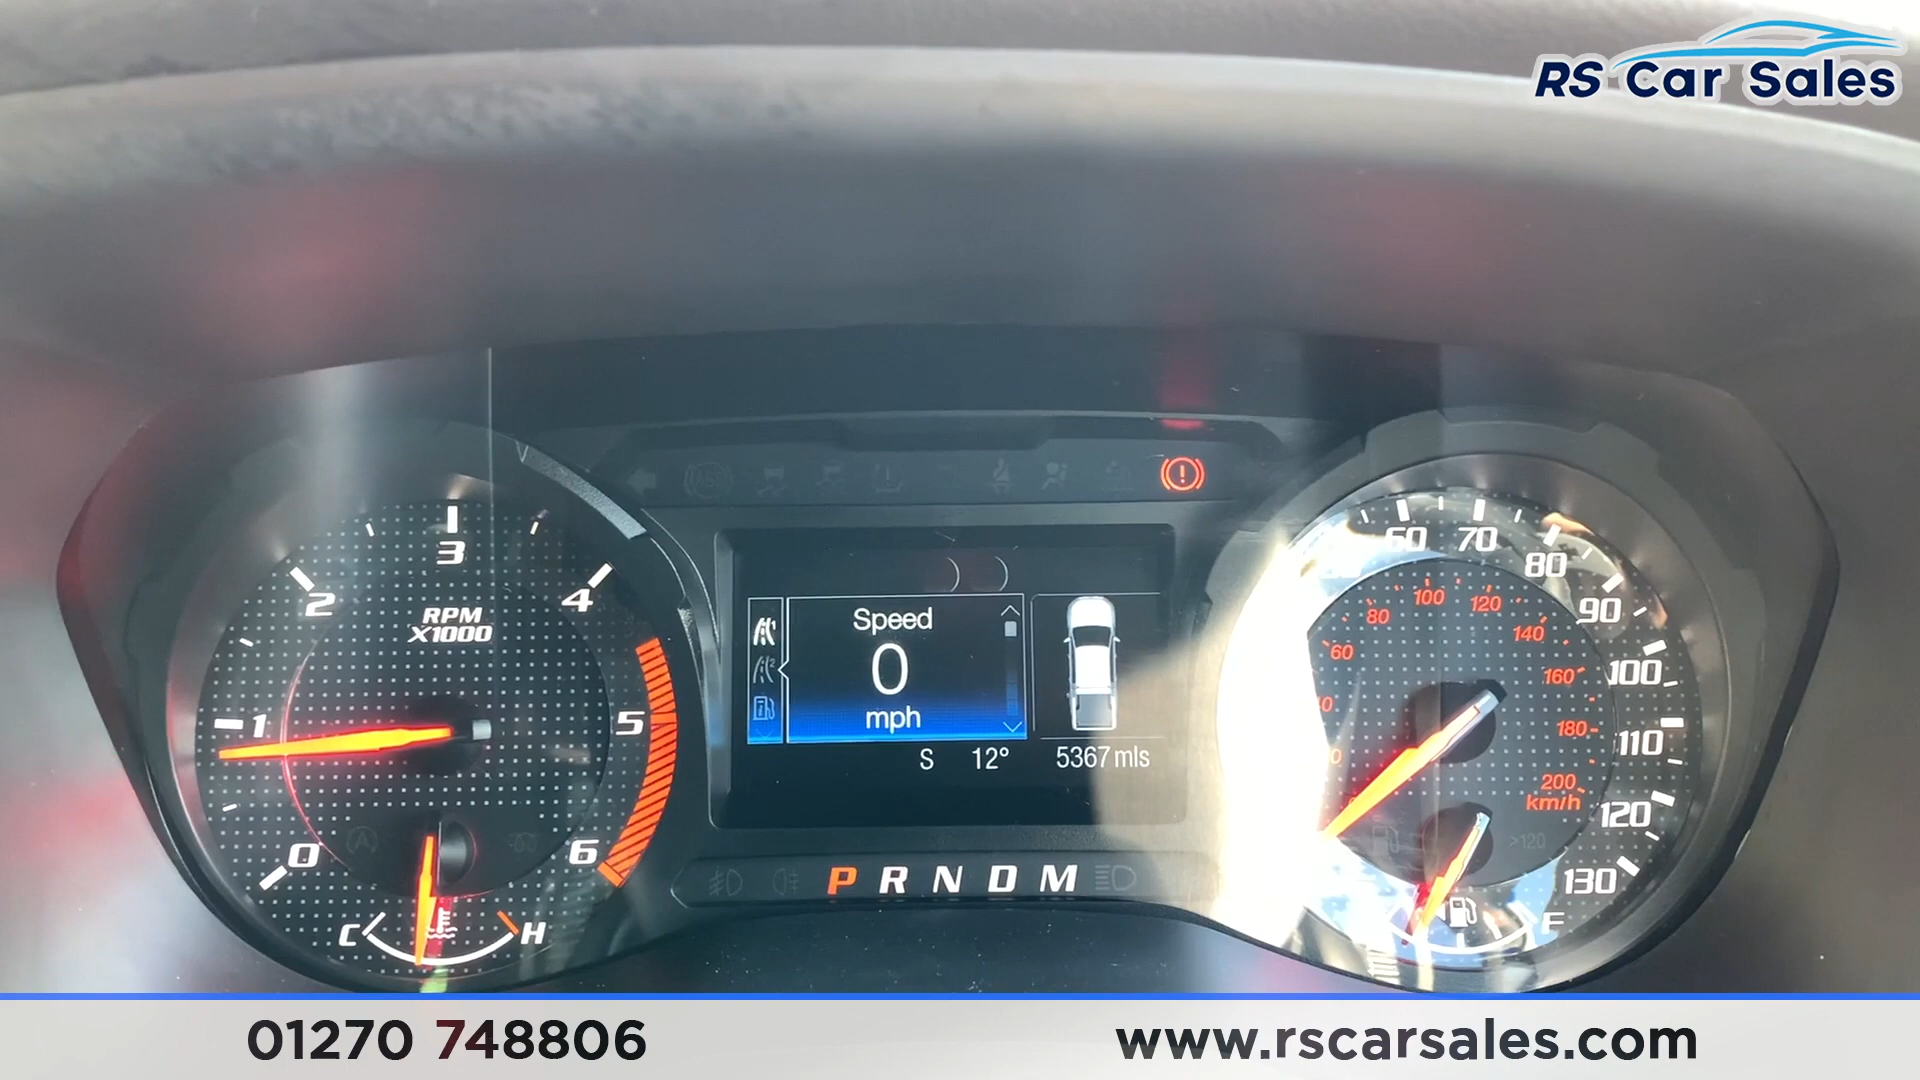 RS Car Sales
3
2
4
RPM
X1000
1
5
0
6
C
H
Speed
0
mph
S 12° 5367 mls
P R N D M
60
70
80
90
100
110
120
130
60
80
100
120
140
160
180
200
km/h
>120
F
01270 748806
www.rscarsales.com